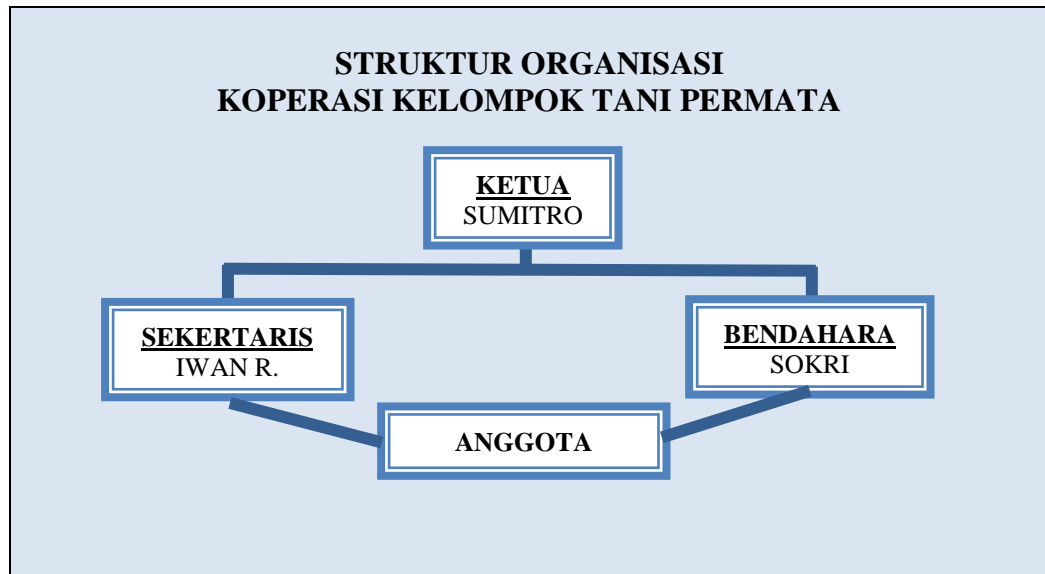 STRUKTUR ORGANISASI
KOPERASI KELOMPOK TANI PERMATA
KETUA
SUMITRO
SEKERTARIS
IWAN R.
BENDAHARA
SOKRI
ANGGOTA